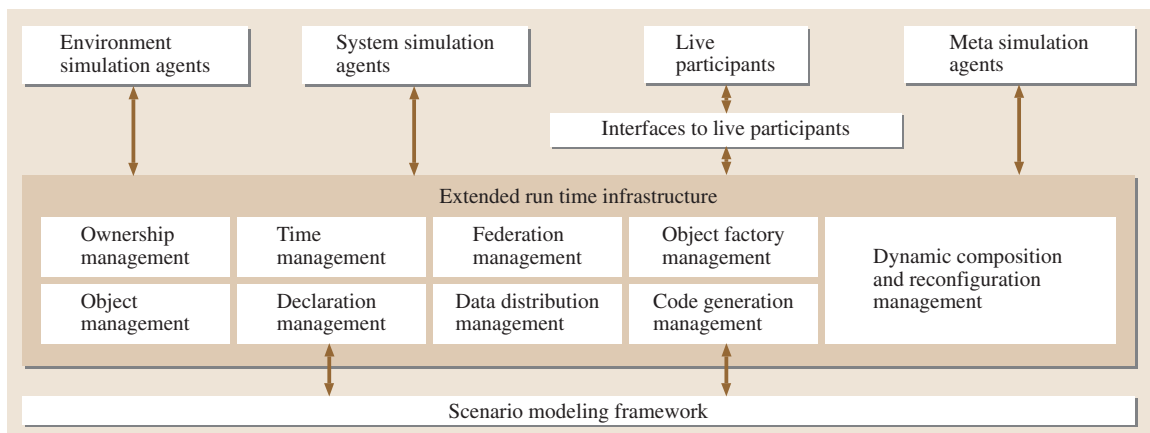 Environment
simulation agents
System simulation
agents
Live
participants
Meta simulation
agents
Interfaces to live participants
Extended run time infrastructure
Ownership
management
Time
management
Federation
management
Object factory
management
Dynamic composition
and reconfiguration
management
Object
management
Declaration
management
Data distribution
management
Code generation
management
Scenario modeling framework